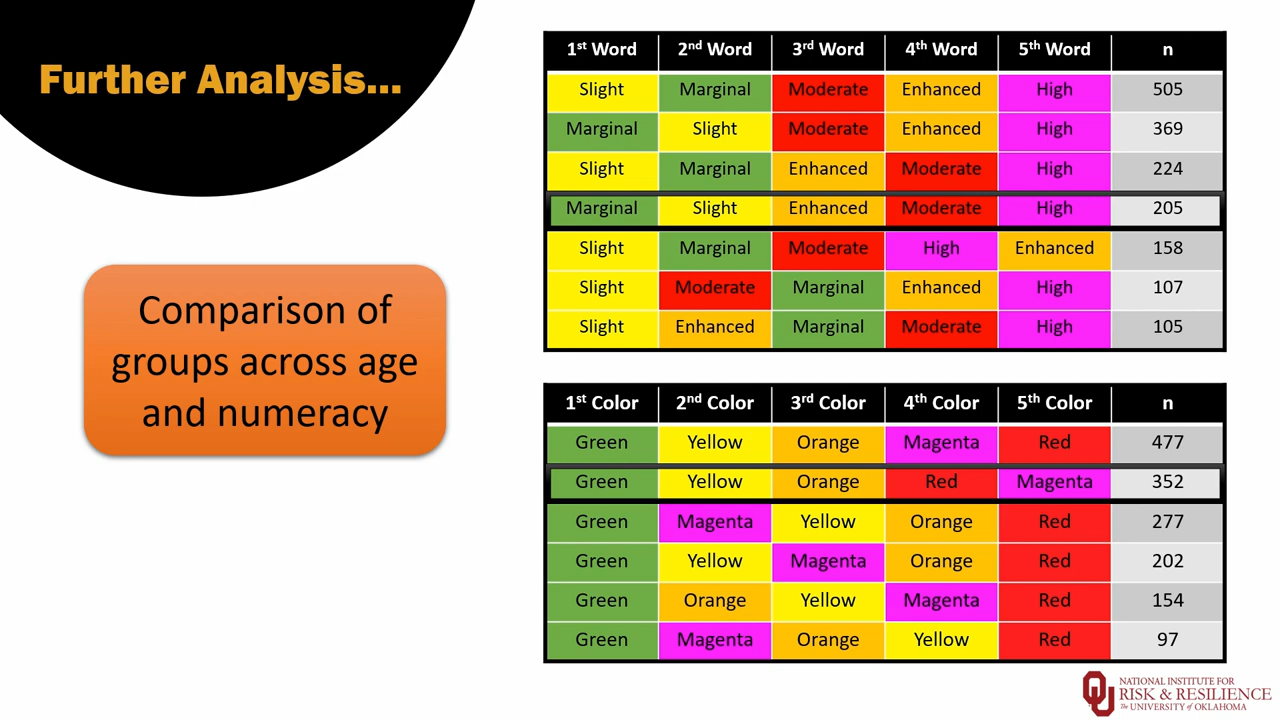 Further Analysis...
Comparison of
groups across age
and numeracy
1st Word 2nd Word 3rd Word 4th Word 5th Word n
Slight Marginal Moderate Enhanced High 505
Marginal Slight Moderate Enhanced High 369
Slight Marginal Enhanced Moderate High 224
Marginal Slight Enhanced Moderate High 205
Slight Marginal Moderate High Enhanced 158
Slight Moderate Marginal Enhanced High 107
Slight Enhanced Marginal Moderate High 105
1st Color 2nd Color 3rd Color 4th Color 5th Color n
Green Yellow Orange Magenta Red 477
Green Yellow Orange Red Magenta 352
Green Magenta Yellow Orange Red 277
Green Yellow Magenta Orange Red 202
Green Orange Yellow Magenta Red 154
Green Magenta Orange Yellow Red 97
NATIONAL INSTITUTE FOR
RISK & RESILIENCE
The UNIVERSITY of OKLAHOMA